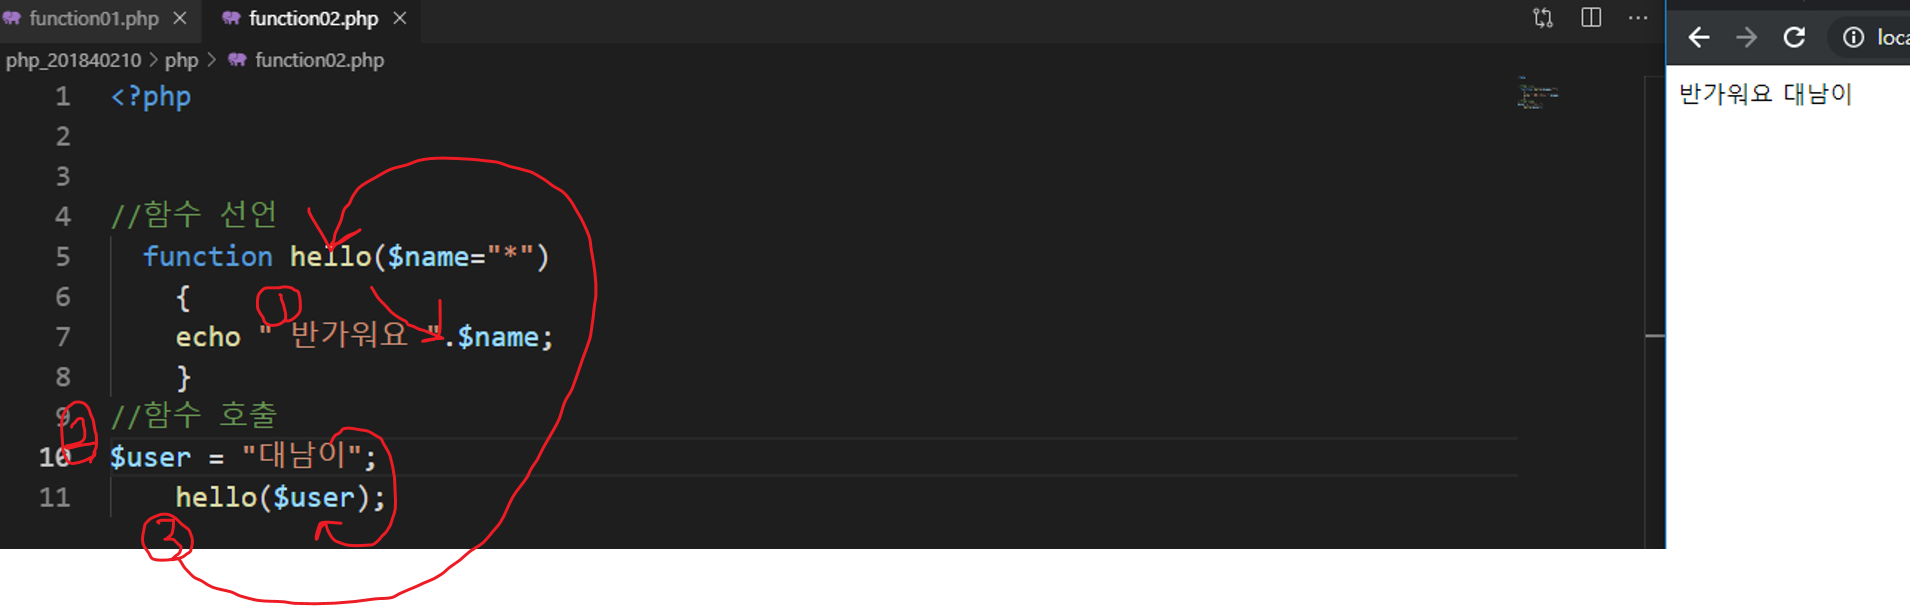 function01.php
function02.php
php_201840210 > php > function02.php
1 <?php
2
3
4 //함수 선언
5 function hello($name="*")
6 {
①
7 echo " 반가워요 ".$name;
8 }
9 //함수 호출
②
10 $user = "대남이";
11 hello($user);
③
loca
반가워요 대남이